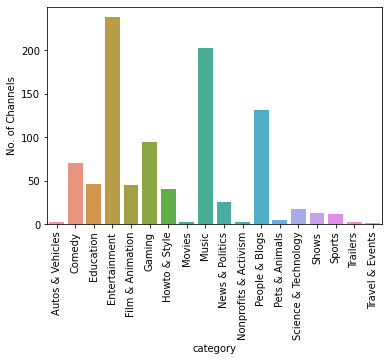 No. of Channels
200
150
100
50
0
Autos & Vehicles
Comedy
Education
Entertainment
Film & Animation
Gaming
Howto & Style
Movies
Music
News & Politics
Nonprofits & Activism
People & Blogs
Pets & Animals
Science & Technology
Shows
Sports
Trailers
Travel & Events
category